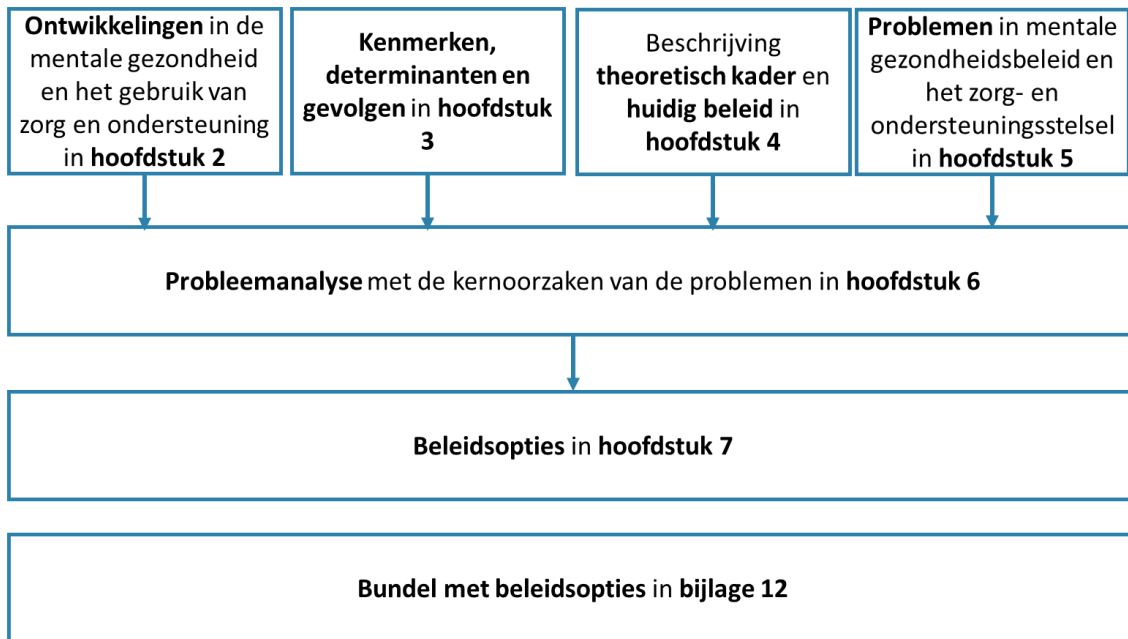 Ontwikkelingen in de
mentale gezondheid
en het gebruik van
zorg en ondersteuning
in hoofdstuk 2
Kenmerken,
determinanten en
gevolgen in hoofdstuk
3
Beschrijving
theoretisch kader en
huidig beleid in
hoofdstuk 4
Problemen in mentale
gezondheidsbeleid en
het zorg- en
ondersteuningsstelsel
in hoofdstuk 5
Probleemanalyse met de kernoorzaken van de problemen in hoofdstuk 6
Beleidsopties in hoofdstuk 7
Bundel met beleidsopties in bijlage 12